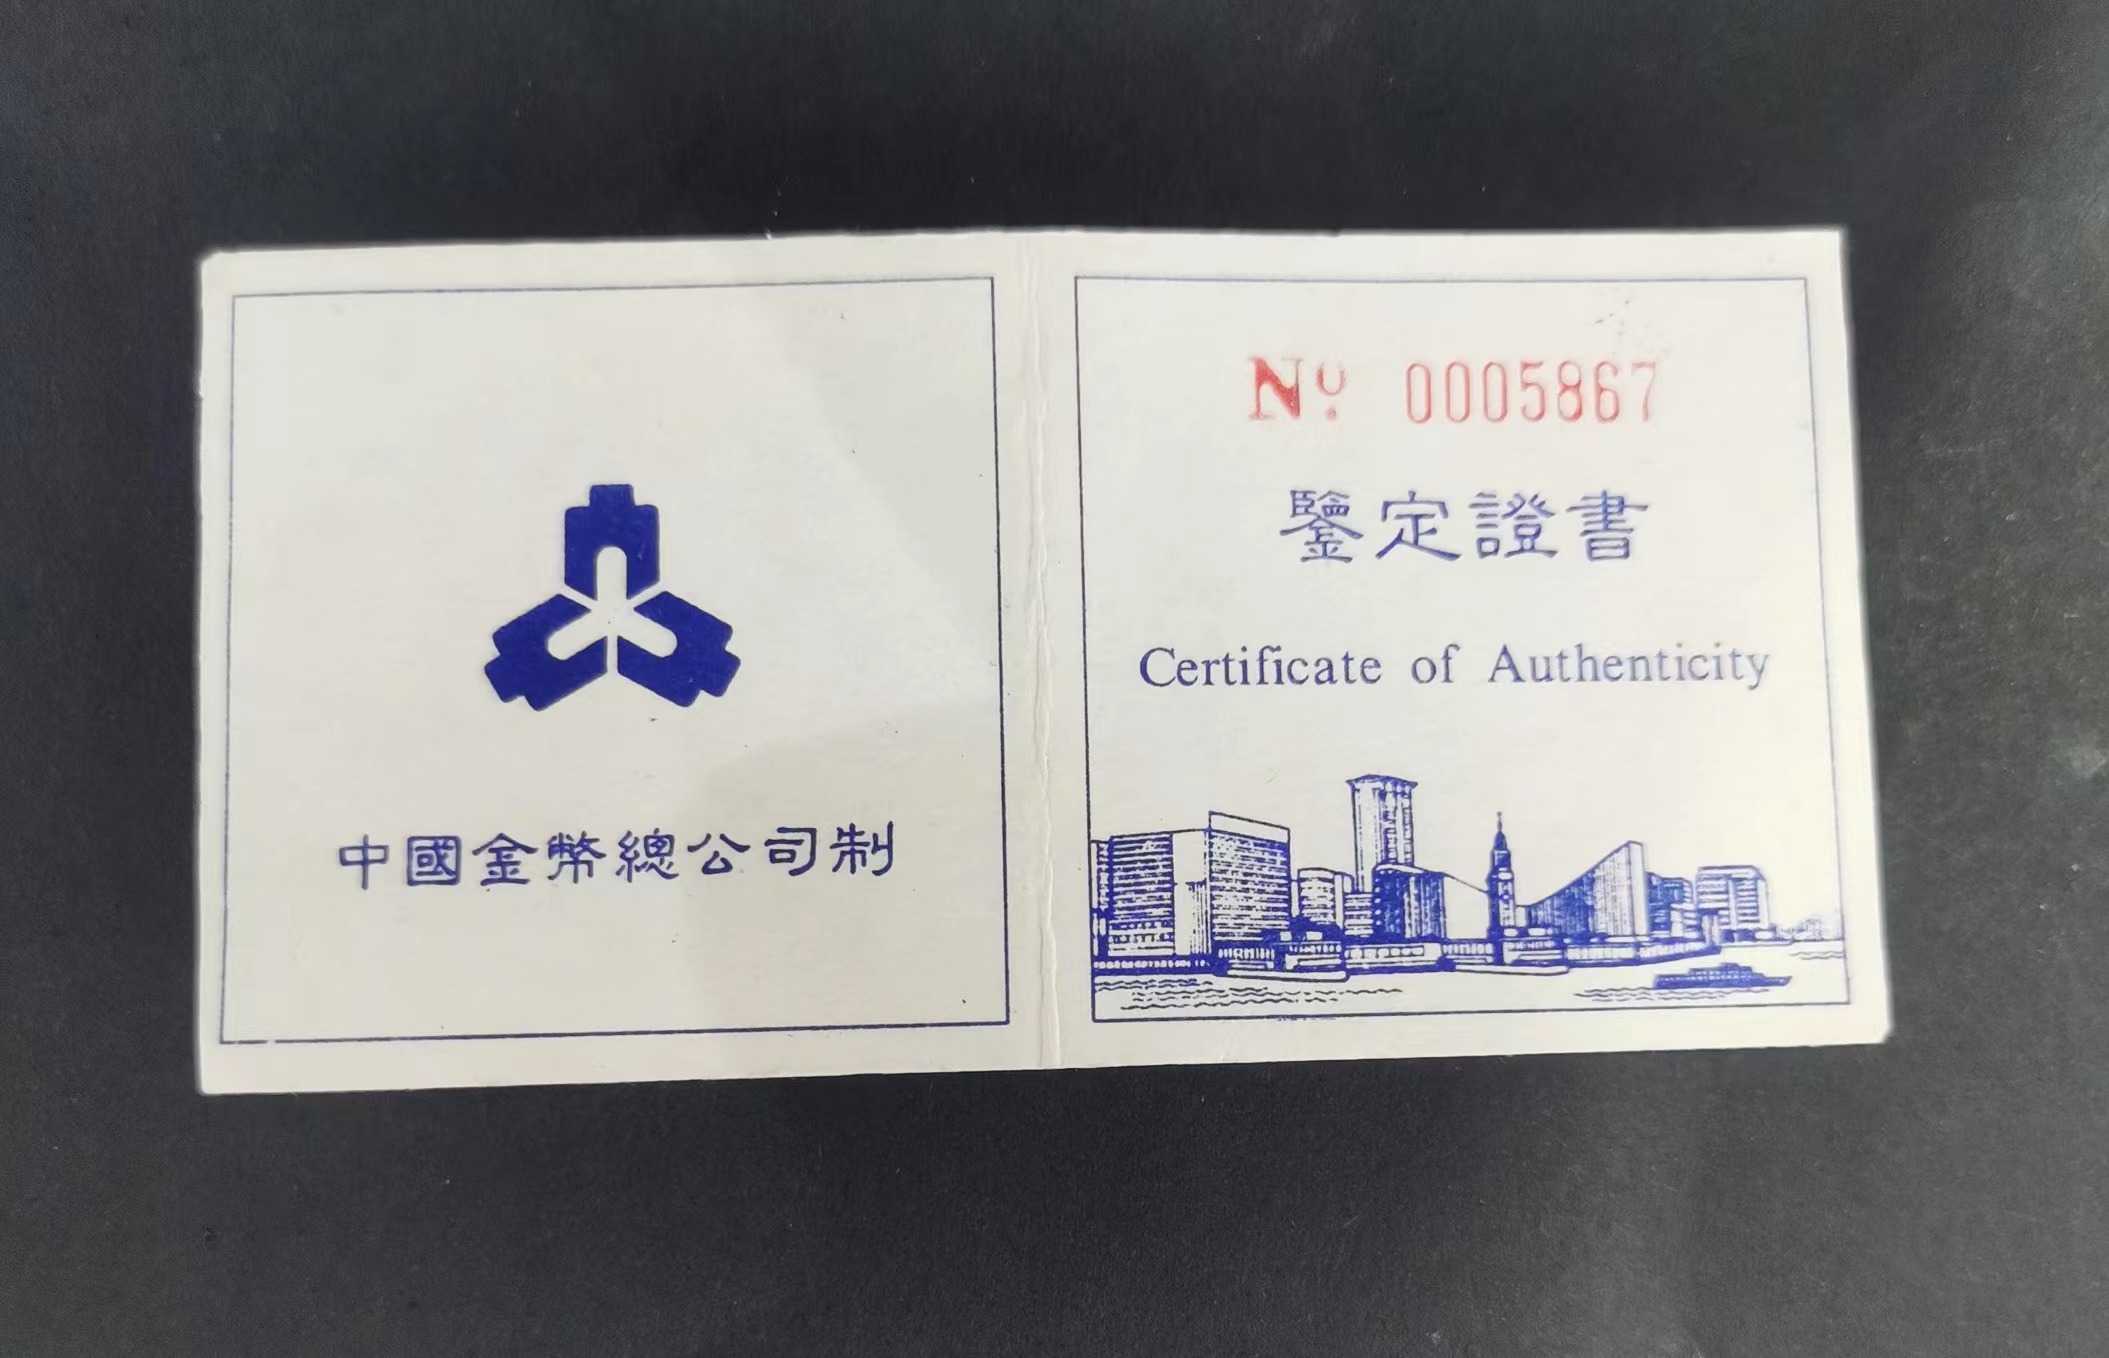 中國金幣總公司制
Nº 0005867
鑒定證書
Certificate of Authenticity